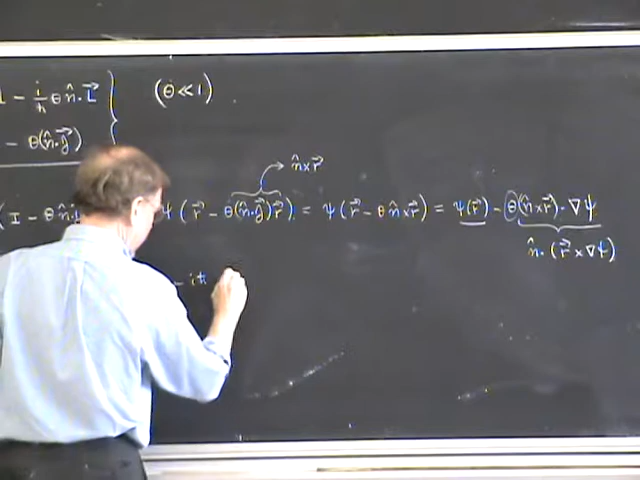 1 - i/ħ θ n̂·L⃗ } (θ ≪ 1)
- θ(n̂·J⃗)
n̂×r⃗
(I - θ n̂· ψ ( r⃗ - θ(n̂·J⃗)r⃗ ) = ψ ( r⃗ - θ n̂×r⃗ ) = ψ(r⃗) - θ(n̂×r⃗)·∇ψ
n̂·(r⃗×∇ψ)
- iħ